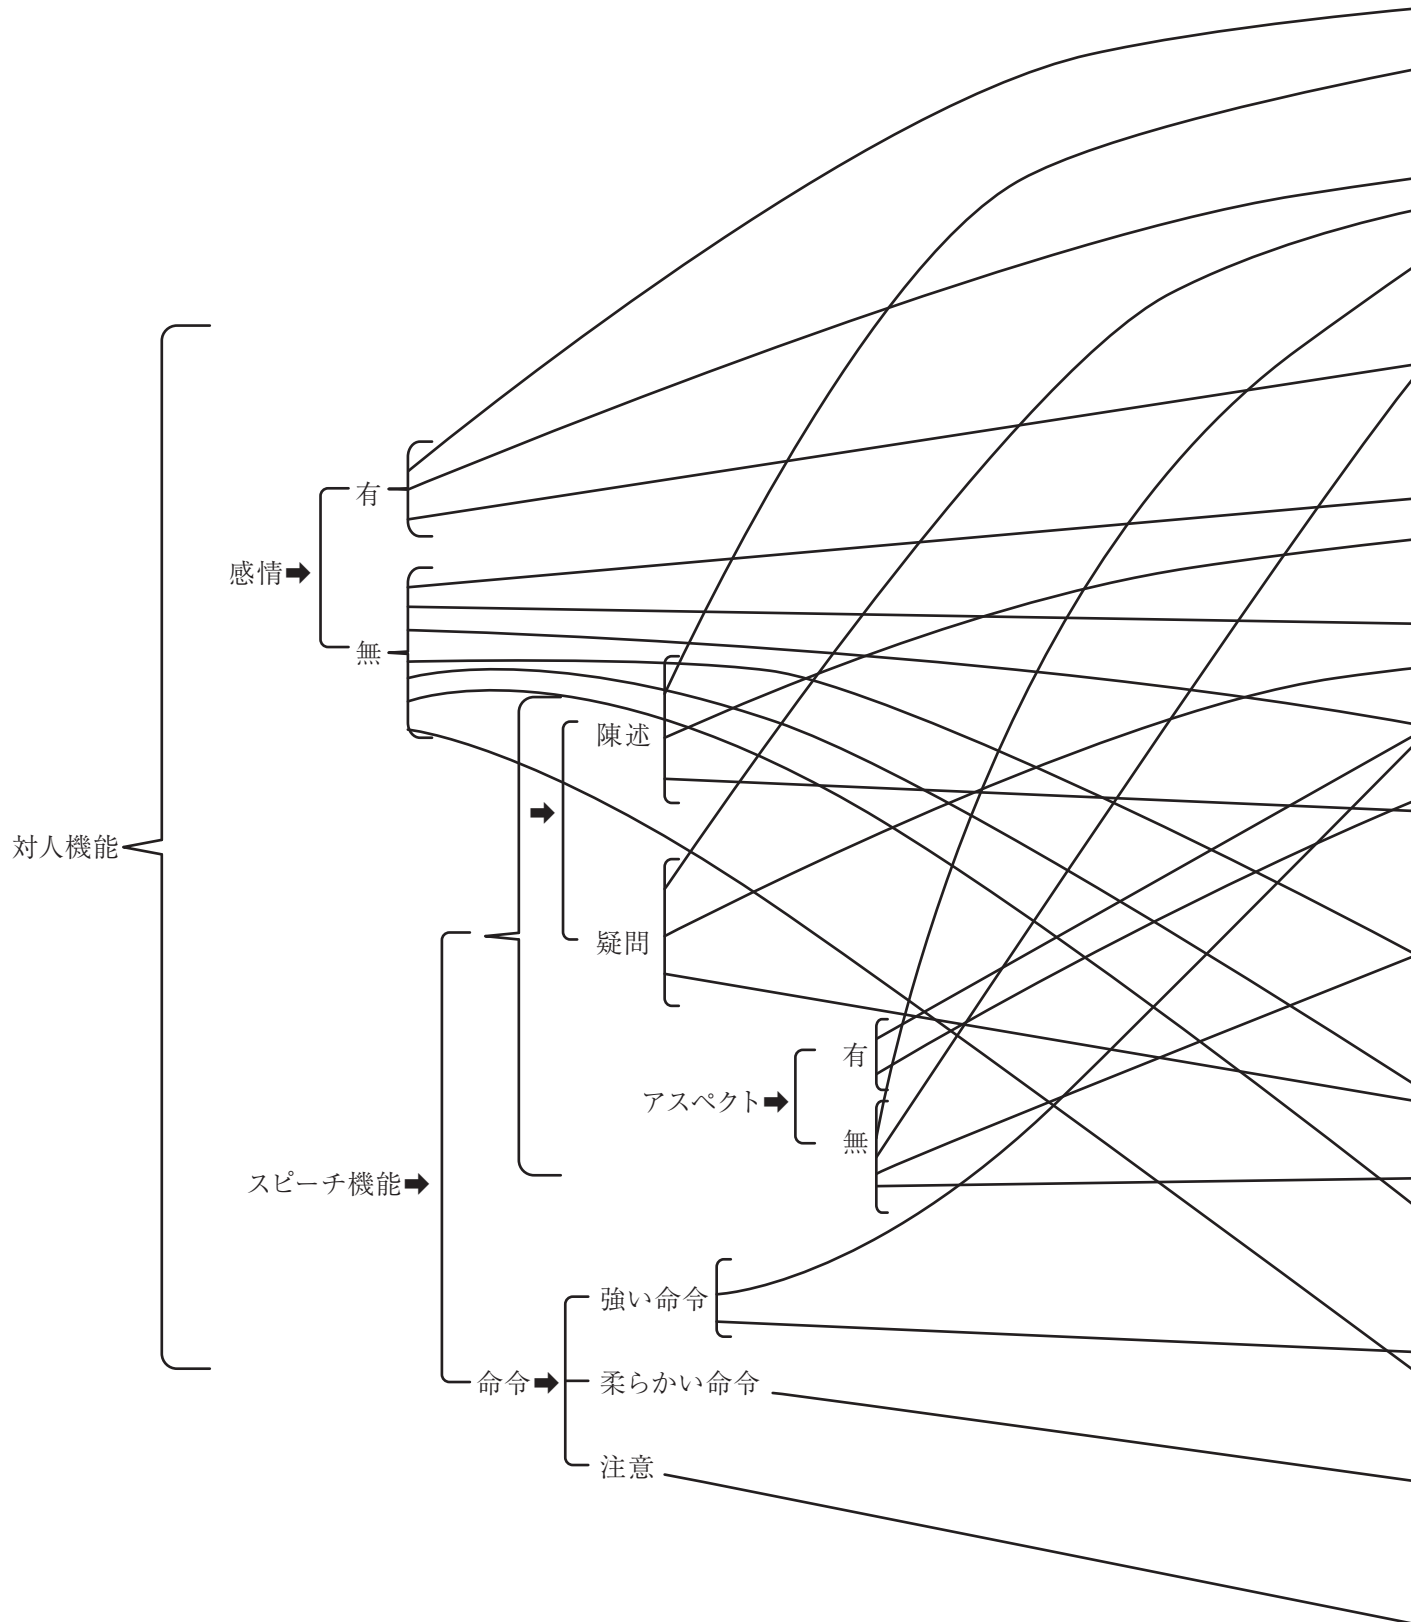 有
感情
無
陳述
対人機能
疑問
有
アスペクト
無
スピーチ機能
強い命令
命令
柔らかい命令
注意